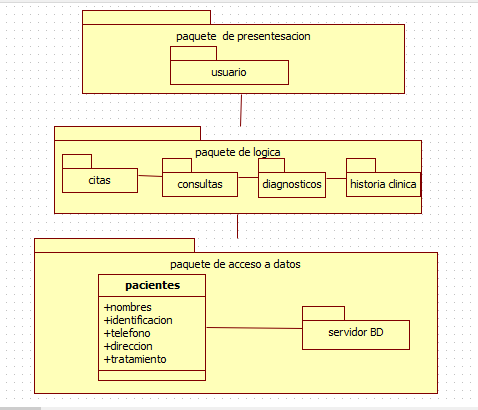 paquete de presentesacion
usuario
paquete de logica
citas
consultas
diagnosticos
historia clinica
paquete de acceso a datos
pacientes
+nombres
+identificacion
+telefono
+direccion
+tratamiento
servidor BD